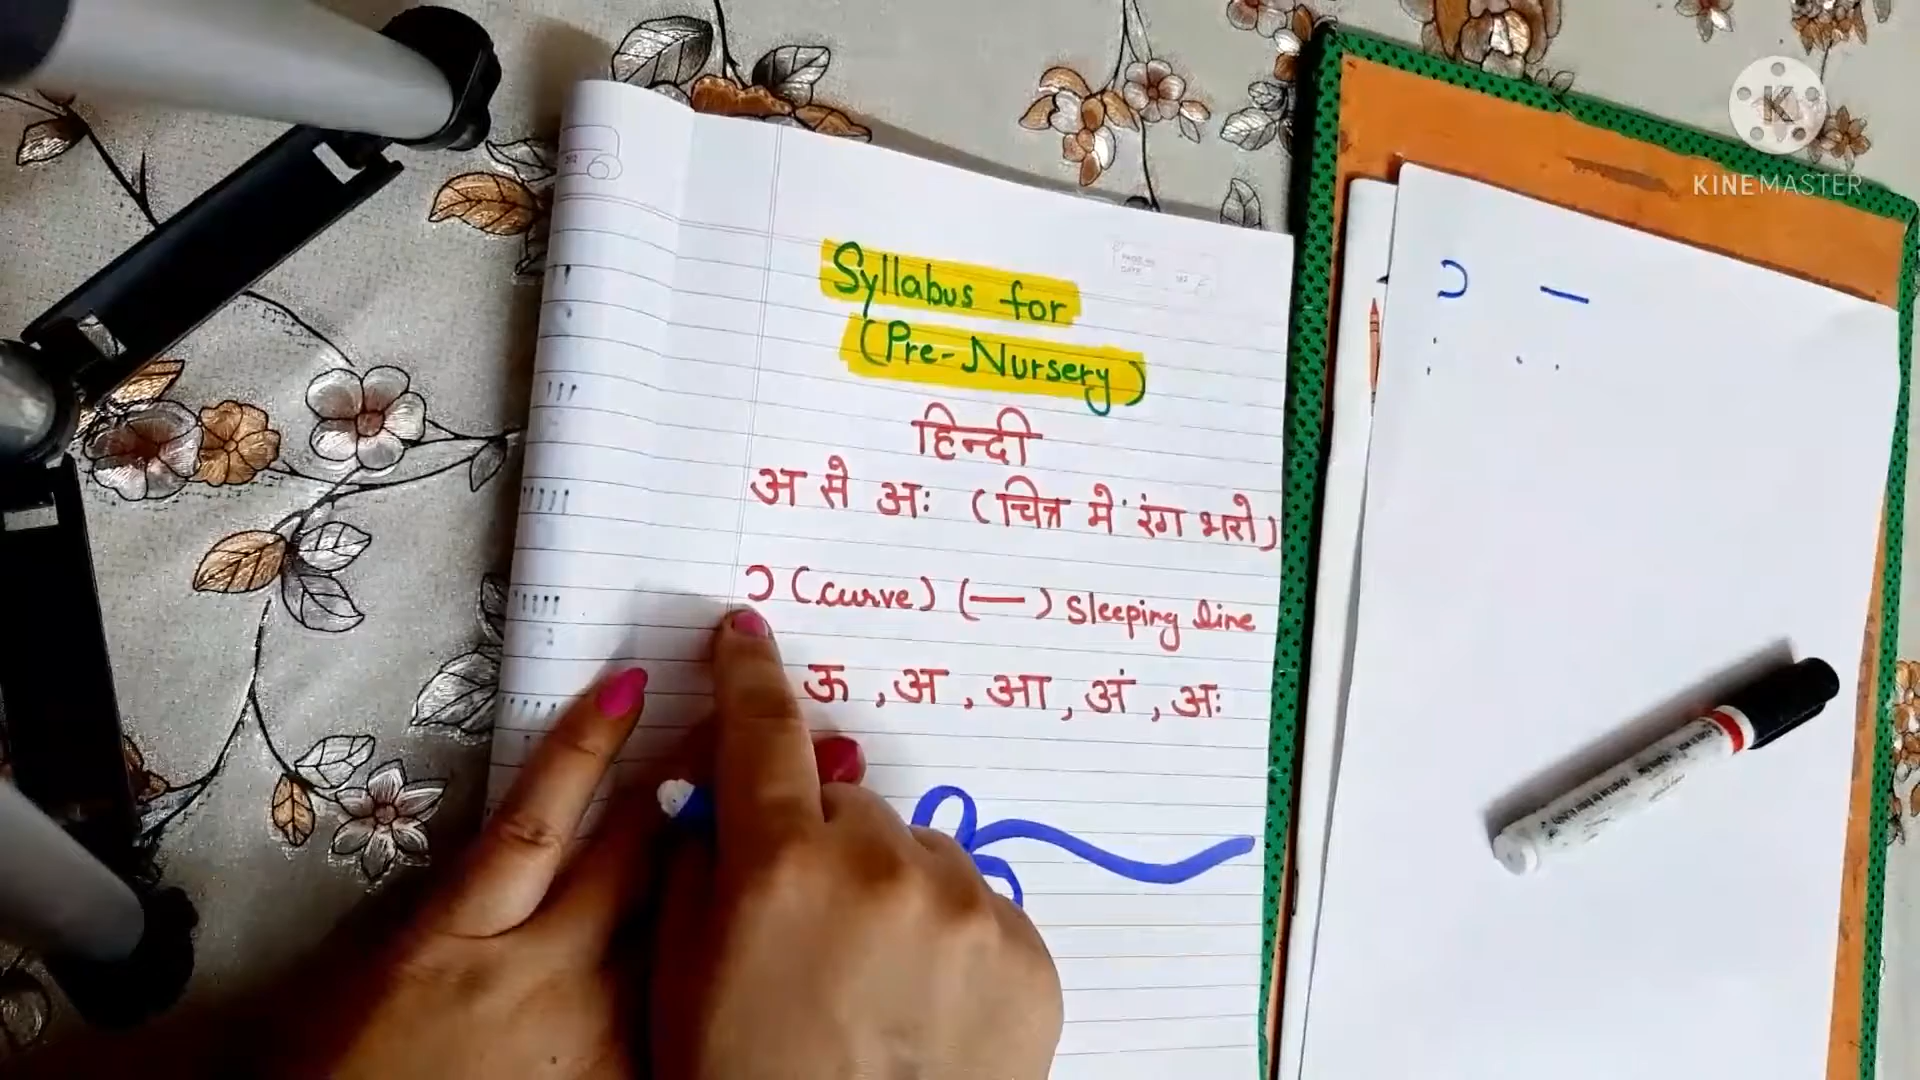 Syllabus for
(Pre-Nursery)
हिन्दी
अ से अः (चित्र में रंग भरो)
(curve) (—) sleeping line
ऊ , अ , आ , अं , अः
KINEMASTER